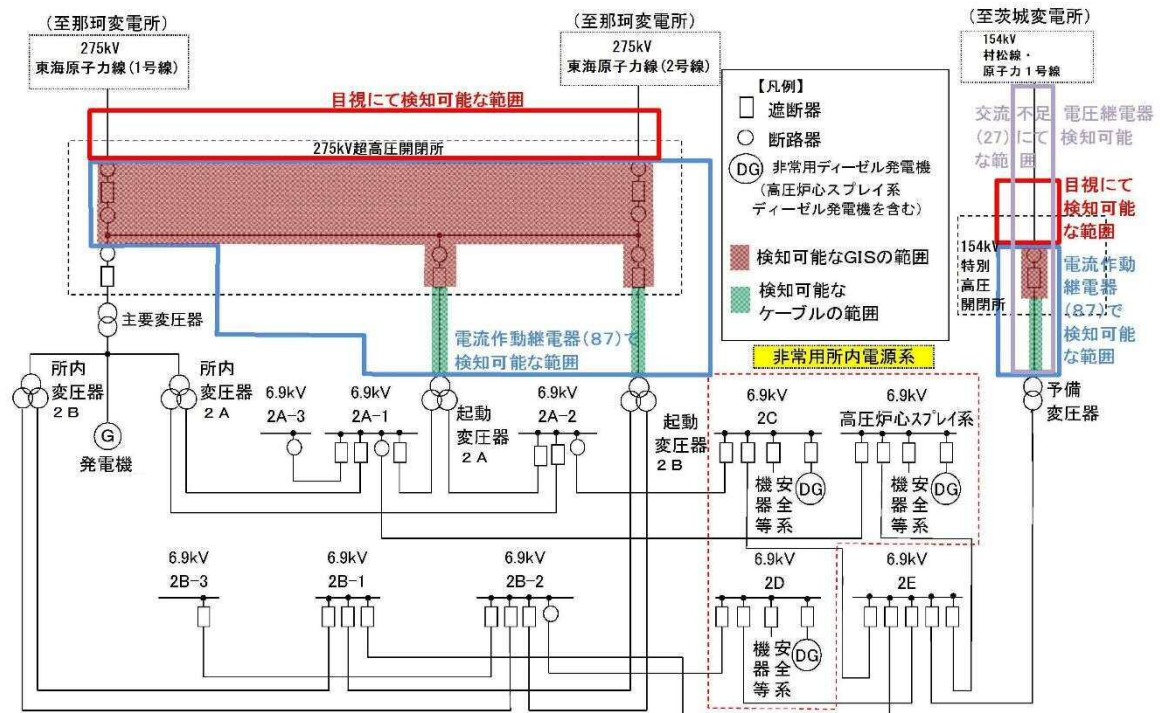 (至那珂変電所)
275kV
東海原子力線(1号線)
(至那珂変電所)
275kV
東海原子力線(2号線)
(至茨城変電所)
154kV
村松線・
原子力1号線
目視にて検知可能な範囲
275kV超高圧開閉所
【凡例】
遮断器
断路器
DG
非常用ディーゼル発電機
(高圧炉心スプレイ系
ディーゼル発電機を含む)
検知可能なGISの範囲
検知可能な
ケーブルの範囲
交流不足電圧継電器
(27)にて検知可能
な範囲
目視にて
検知可能
な範囲
154kV
特別
高圧
開閉所
電流作動
継電器
(87)で
検知可能
な範囲
主要変圧器
電流作動継電器(87)で
検知可能な範囲
非常用所内電源系
所内
変圧器
2B
所内
変圧器
2A
G
発電機
6.9kV
2A-3
6.9kV
2A-1
起動
変圧器
2A
6.9kV
2A-2
起動
変圧器
2B
6.9kV
2C
6.9kV
高圧炉心スプレイ系
予備
変圧器
安全系
機器等
DG
安全系
機器等
DG
6.9kV
2B-3
6.9kV
2B-1
6.9kV
2B-2
6.9kV
2D
6.9kV
2E
安全系
機器等
DG